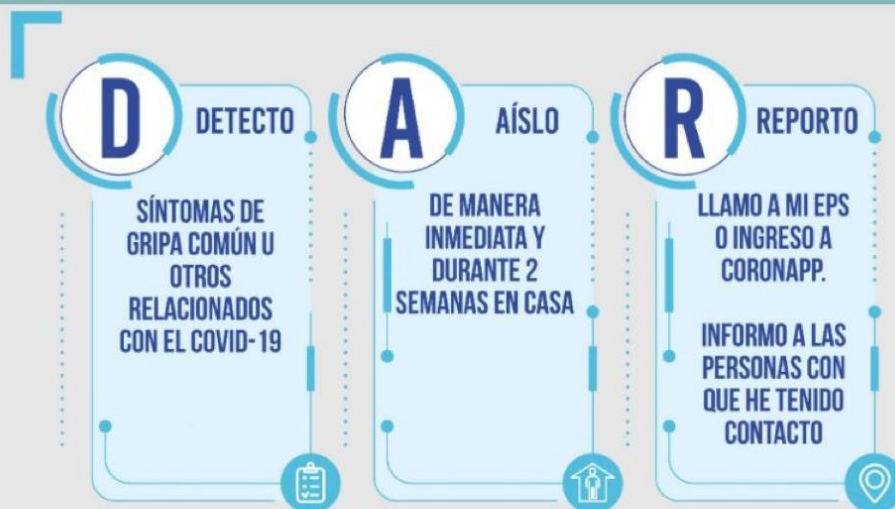 D
DETECTO
SÍNTOMAS DE
GRIPA COMÚN U
OTROS
RELACIONADOS
CON EL COVID-19
A
AÍSLO
DE MANERA
INMEDIATA Y
DURANTE 2
SEMANAS EN CASA
R
REPORTO
LLAMO A MI EPS
O INGRESO A
CORONAPP.
INFORMO A LAS
PERSONAS CON
QUE HE TENIDO
CONTACTO